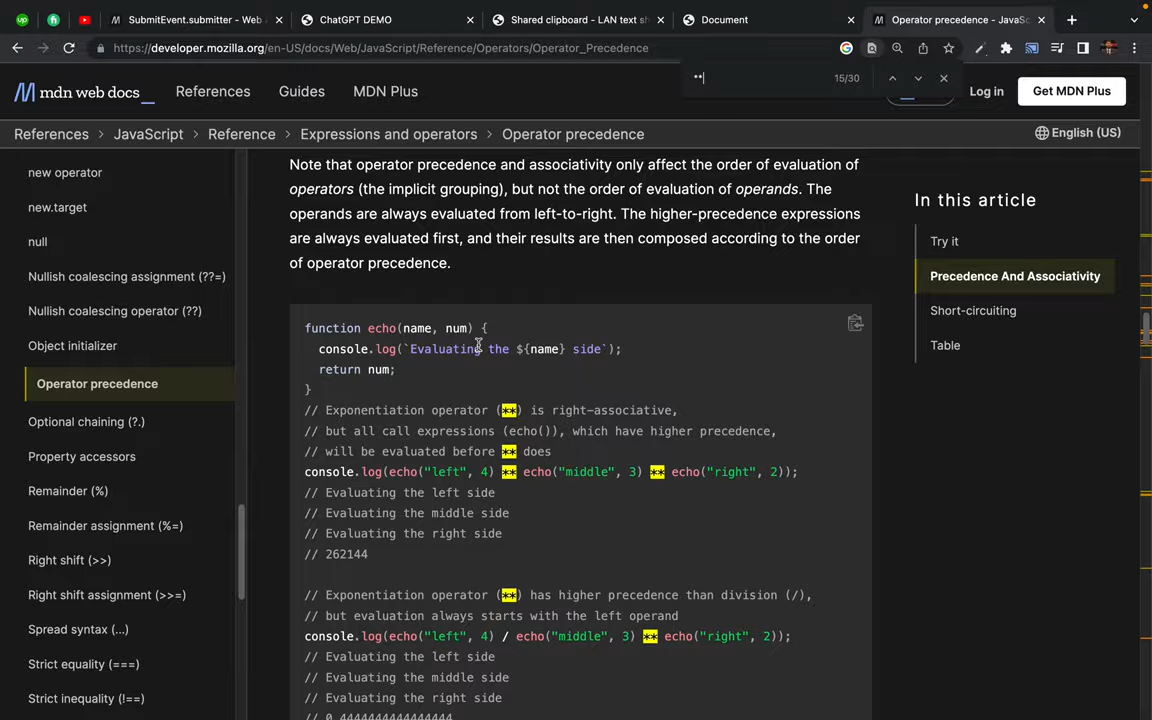 SubmitEvent.submitter - Web
ChatGPT DEMO
Shared clipboard - LAN text sh
Document
Operator precedence - JavaSc
https://developer.mozilla.org/en-US/docs/Web/JavaScript/Reference/Operators/Operator_Precedence
**
15/30
mdn web docs_
References
Guides
MDN Plus
Log in
Get MDN Plus
References > JavaScript > Reference > Expressions and operators > Operator precedence
English (US)
new operator
new.target
null
Nullish coalescing assignment (??=)
Nullish coalescing operator (??)
Object initializer
Operator precedence
Optional chaining (?.)
Property accessors
Remainder (%)
Remainder assignment (%=)
Right shift (>>)
Right shift assignment (>>=)
Spread syntax (...)
Strict equality (===)
Strict inequality (!==)
Note that operator precedence and associativity only affect the order of evaluation of
operators (the implicit grouping), but not the order of evaluation of operands. The
operands are always evaluated from left-to-right. The higher-precedence expressions
are always evaluated first, and their results are then composed according to the order
of operator precedence.
function echo(name, num) {
console.log(`Evaluating the ${name} side`);
return num;
}
// Exponentiation operator (**) is right-associative,
// but all call expressions (echo()), which have higher precedence,
// will be evaluated before ** does
console.log(echo("left", 4) ** echo("middle", 3) ** echo("right", 2));
// Evaluating the left side
// Evaluating the middle side
// Evaluating the right side
// 262144
// Exponentiation operator (**) has higher precedence than division (/),
// but evaluation always starts with the left operand
console.log(echo("left", 4) / echo("middle", 3) ** echo("right", 2));
// Evaluating the left side
// Evaluating the middle side
// Evaluating the right side
// 0.4444444444444444
In this article
Try it
Precedence And Associativity
Short-circuiting
Table